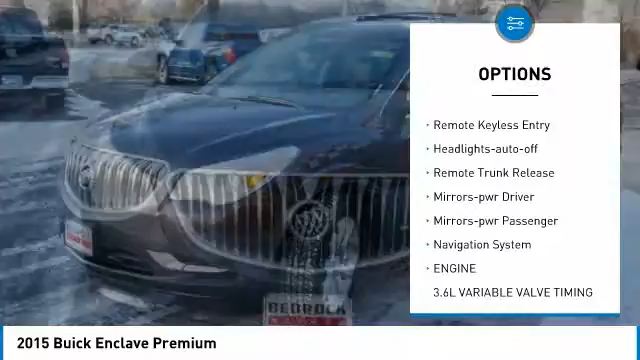 OPTIONS
· Remote Keyless Entry
· Headlights-auto-off
· Remote Trunk Release
· Mirrors-pwr Driver
· Mirrors-pwr Passenger
· Navigation System
· ENGINE
3.6L VARIABLE VALVE TIMING
BEDROCK
2015 Buick Enclave Premium